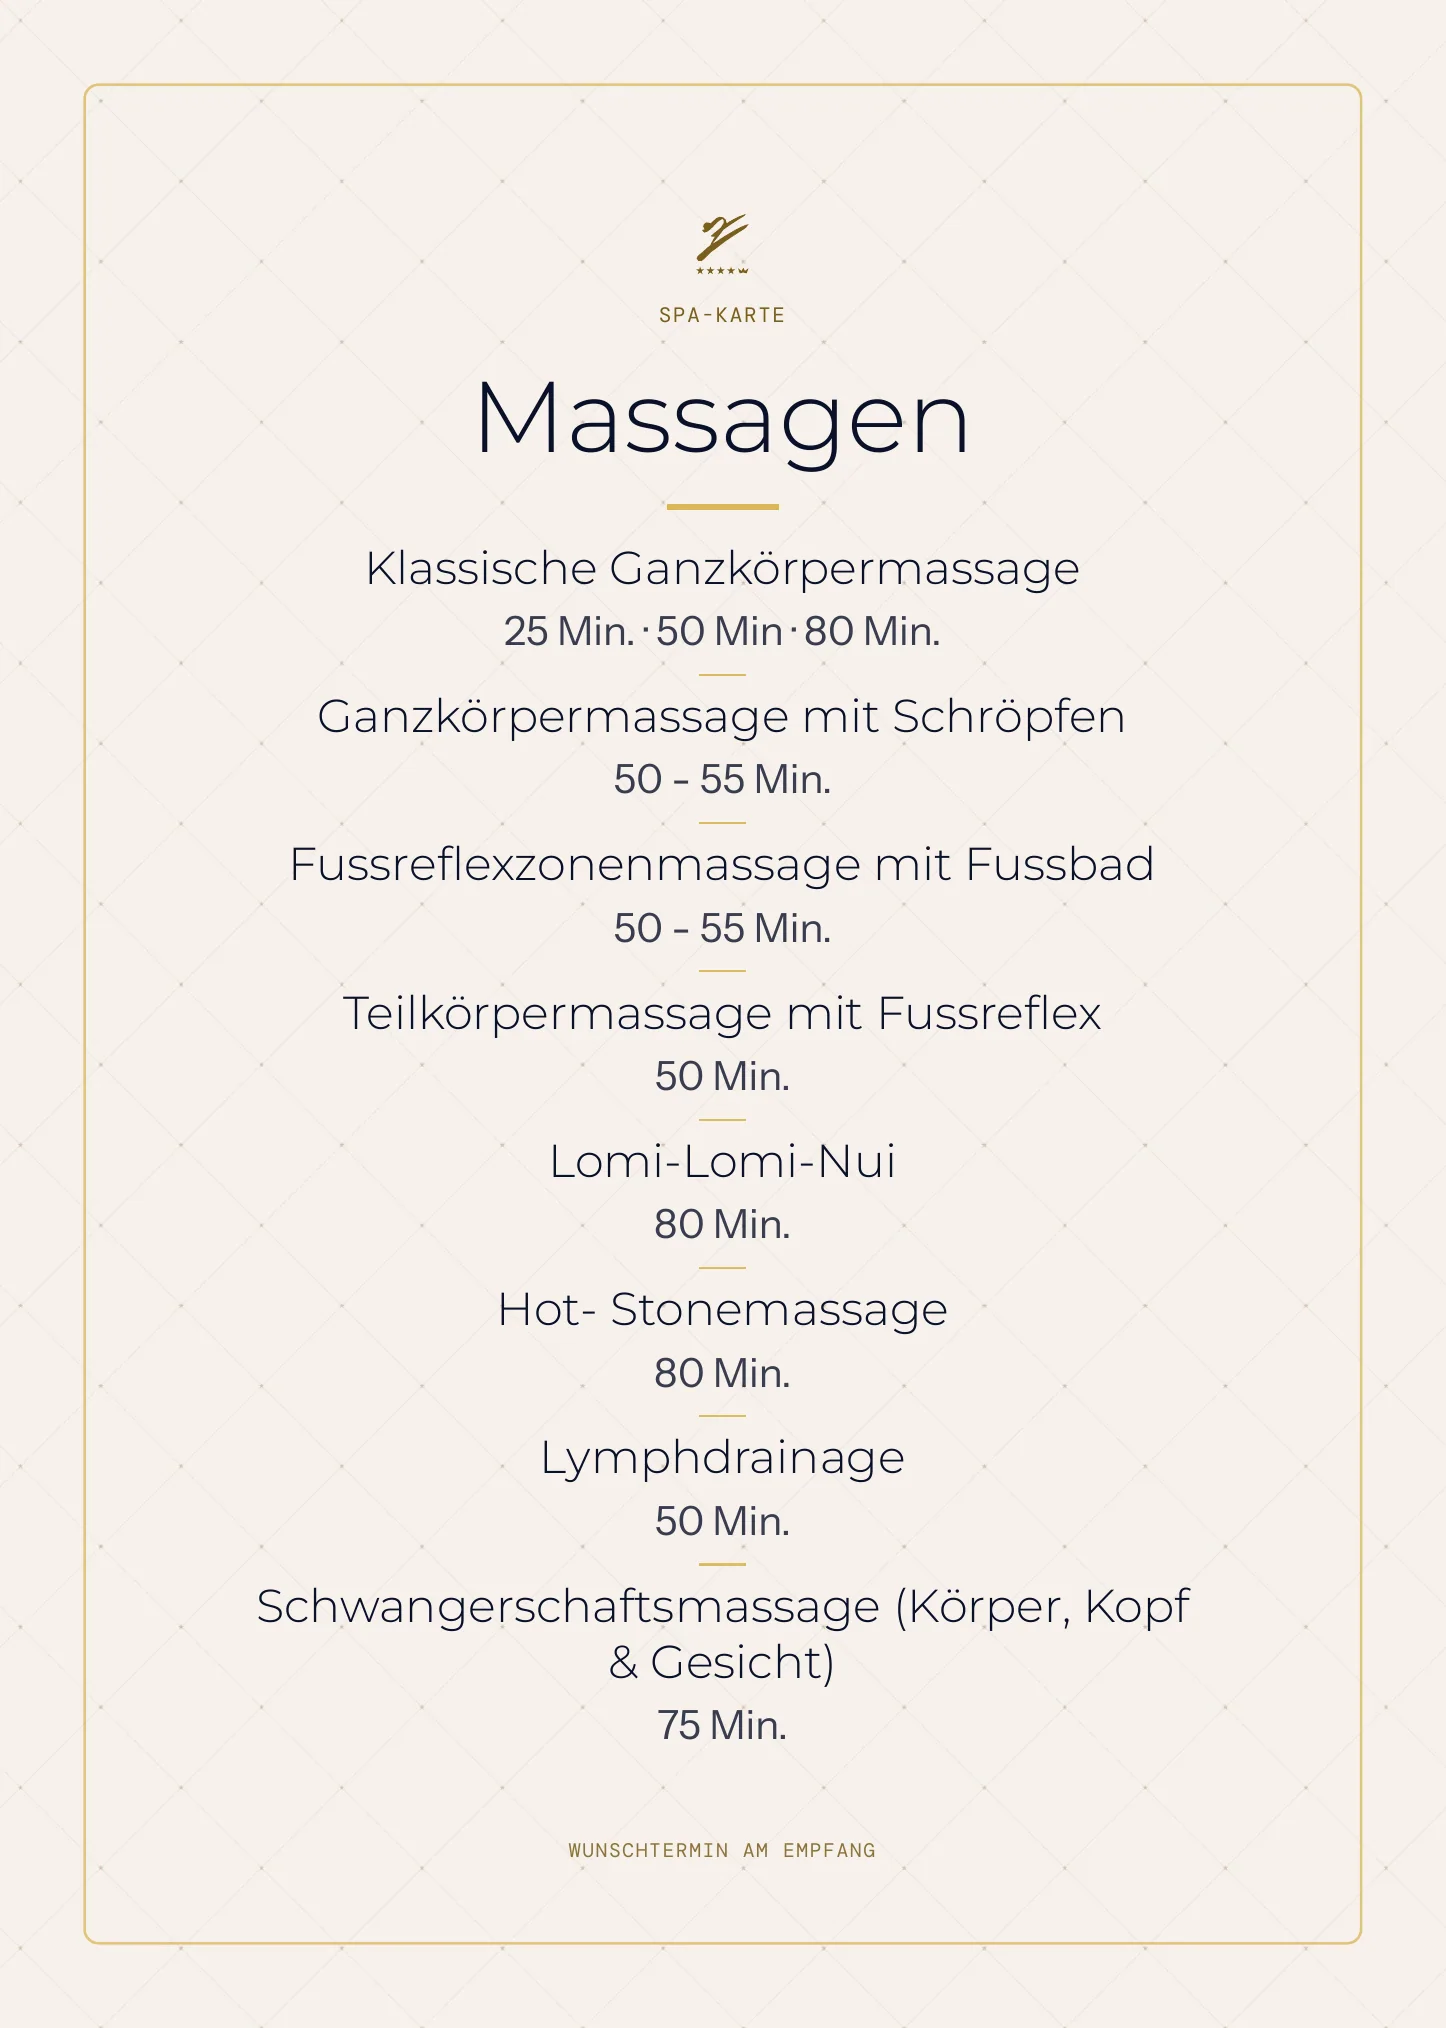 SPA-KARTE
Massagen
Klassische Ganzkörpermassage
25 Min. · 50 Min · 80 Min.
Ganzkörpermassage mit Schröpfen
50 - 55 Min.
Fussreflexzonenmassage mit Fussbad
50 - 55 Min.
Teilkörpermassage mit Fussreflex
50 Min.
Lomi-Lomi-Nui
80 Min.
Hot- Stonemassage
80 Min.
Lymphdrainage
50 Min.
Schwangerschaftsmassage (Körper, Kopf
& Gesicht)
75 Min.
WUNSCHTERMIN AM EMPFANG